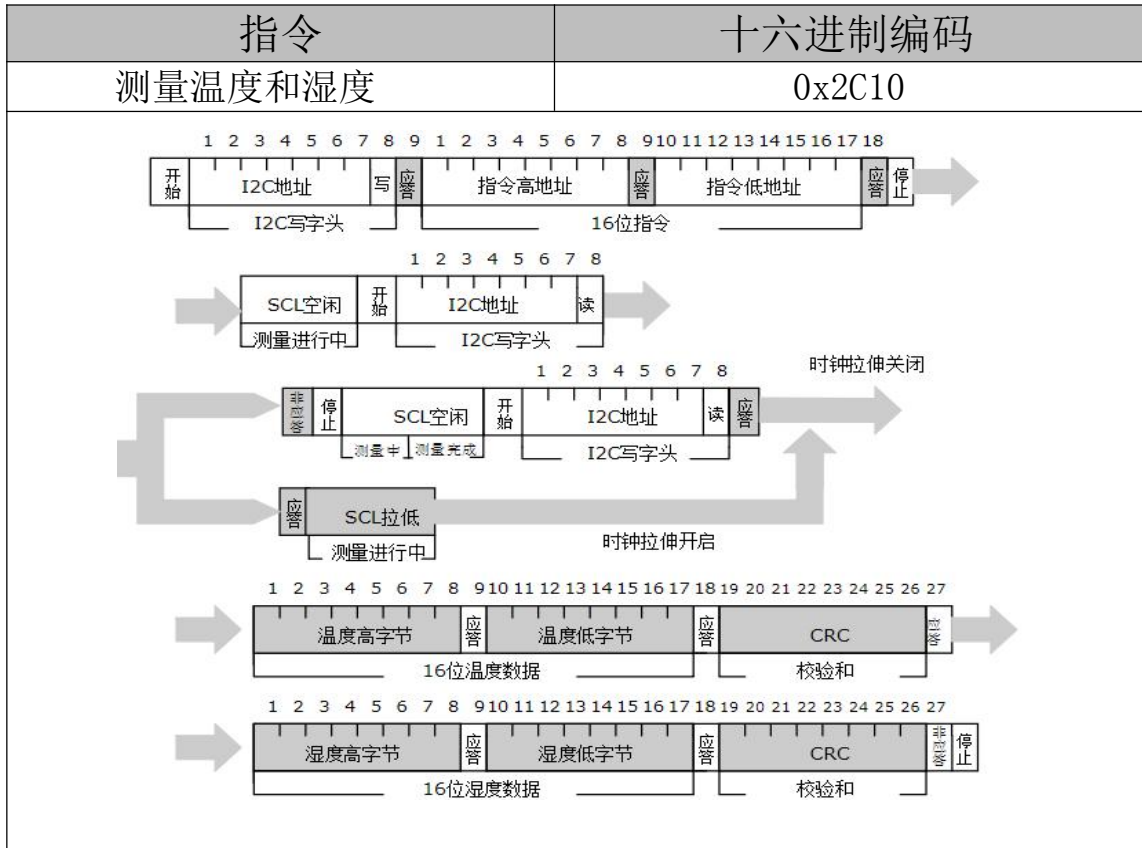 指令 十六进制编码
测量温度和湿度 0x2C10
1 2 3 4 5 6 7 8 9 1 2 3 4 5 6 7 8 9 10 11 12 13 14 15 16 17 18
开始 I2C地址 写 应答 指令高地址 应答 指令低地址 应答 停止
I2C写字头 16位指令
1 2 3 4 5 6 7 8
SCL空闲 开始 I2C地址 读
测量进行中 I2C写字头
时钟拉伸关闭
1 2 3 4 5 6 7 8
非应答 停止 SCL空闲 开始 I2C地址 读 应答
测量中 测量完成 I2C写字头
应答 SCL拉低
测量进行中 时钟拉伸开启
1 2 3 4 5 6 7 8 9 10 11 12 13 14 15 16 17 18 19 20 21 22 23 24 25 26 27
温度高字节 应答 温度低字节 应答 CRC
16位温度数据 校验和
1 2 3 4 5 6 7 8 9 10 11 12 13 14 15 16 17 18 19 20 21 22 23 24 25 26 27
湿度高字节 应答 湿度低字节 应答 CRC 非应答 停止
16位湿度数据 校验和